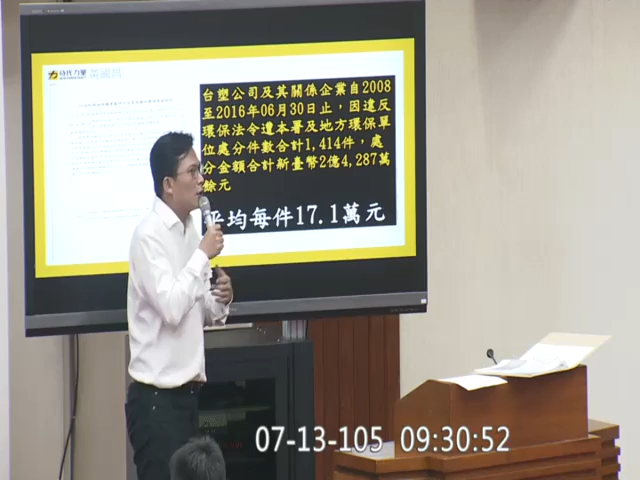 時代力量 黃國昌
台塑公司及其關係企業自2008
至2016年06月30日止，因違反
環保法令遭本署及地方環保單
位處分件數合計1,414件，處
分金額合計新臺幣2億4,287萬
餘元
平均每件17.1萬元
07-13-105 09:30:52